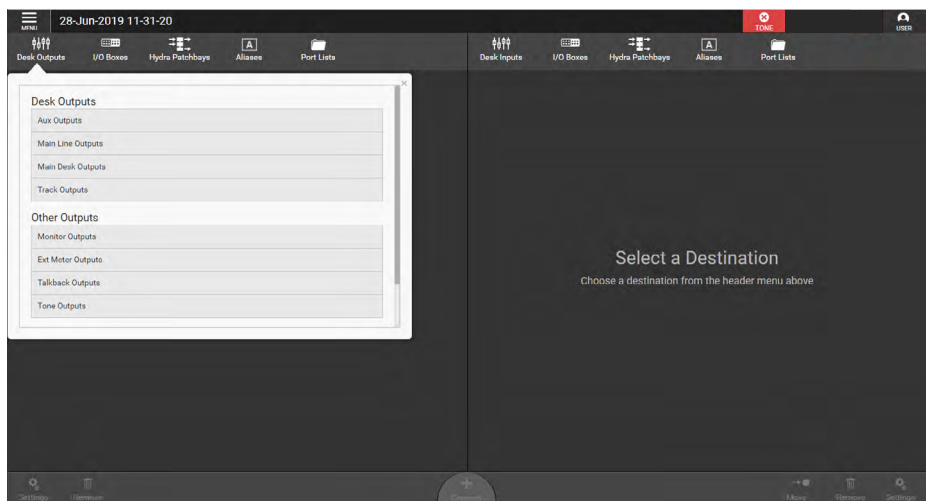 28-Jun-2019 11-31-20
MENU
TONE
USER
Desk Outputs
I/O Boxes
Hydra Patchbays
A
Aliases
Port Lists
Desk Inputs
I/O Boxes
Hydra Patchbays
A
Aliases
Port Lists
×
Desk Outputs
Aux Outputs
Main Line Outputs
Main Desk Outputs
Track Outputs
Other Outputs
Monitor Outputs
Ext Meter Outputs
Talkback Outputs
Tone Outputs
Select a Destination
Choose a destination from the header menu above
Settings
Remove
Connect
Move
Remove
Settings